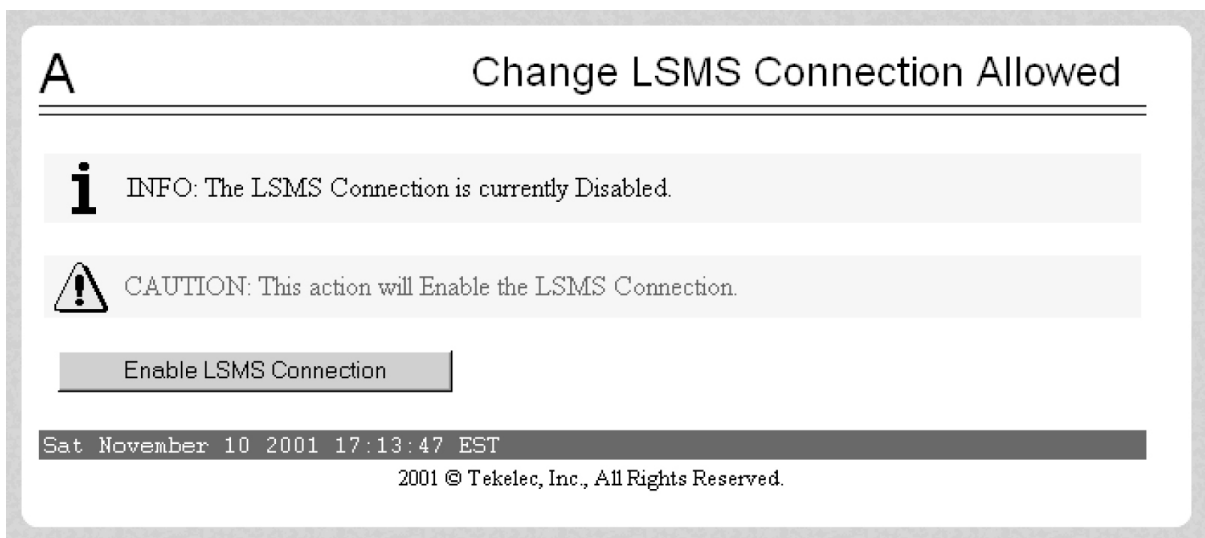 A
Change LSMS Connection Allowed
INFO: The LSMS Connection is currently Disabled.
CAUTION: This action will Enable the LSMS Connection.
Enable LSMS Connection
Sat November 10 2001 17:13:47 EST
2001 © Tekelec, Inc., All Rights Reserved.